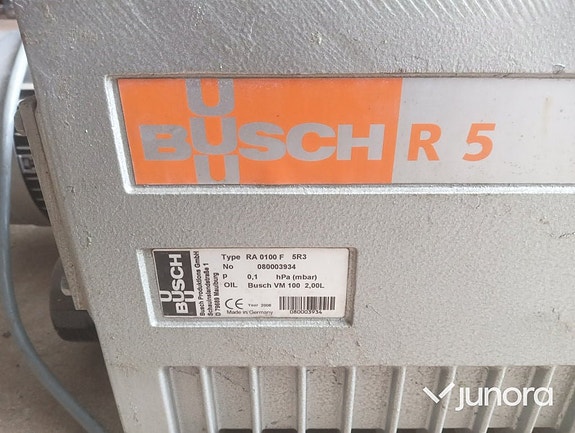 U
BUSCH R 5
U
U
BUSCH
U
Busch Produktions GmbH
Schauinslandstraße 1
D 79689 Maulburg
Type RA 0100 F 5R3
No 080003934
P 0,1 hPa (mbar)
OIL Busch VM 100 2,00L
CE Year 2008
Made in Germany
080003934
junora